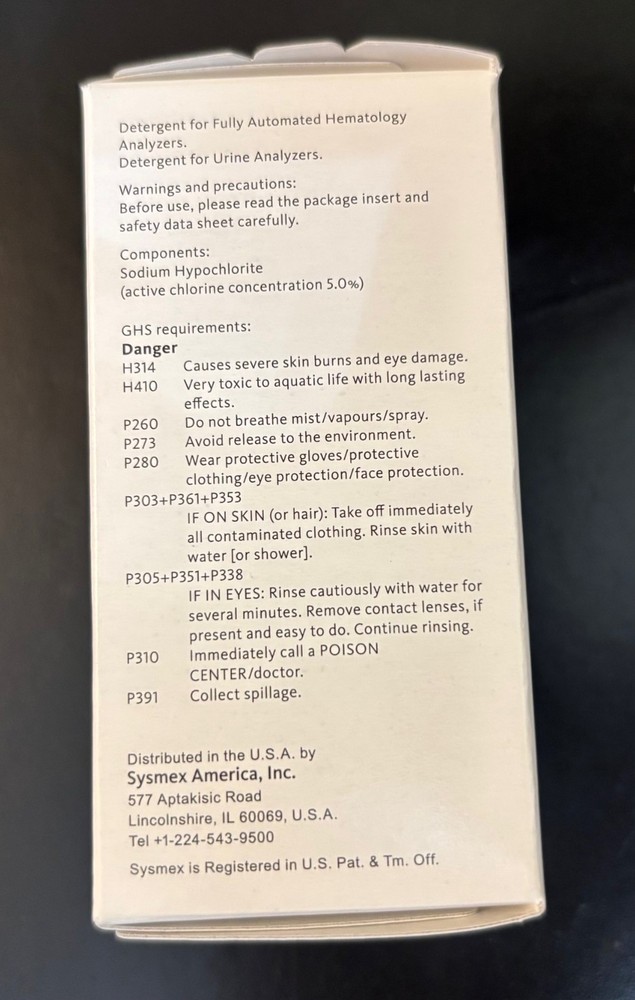 Detergent for Fully Automated Hematology
Analyzers.
Detergent for Urine Analyzers.
Warnings and precautions:
Before use, please read the package insert and
safety data sheet carefully.
Components:
Sodium Hypochlorite
(active chlorine concentration 5.0%)
GHS requirements:
Danger
H314 Causes severe skin burns and eye damage.
H410 Very toxic to aquatic life with long lasting
effects.
P260 Do not breathe mist/vapours/spray.
P273 Avoid release to the environment.
P280 Wear protective gloves/protective
clothing/eye protection/face protection.
P303+P361+P353
IF ON SKIN (or hair): Take off immediately
all contaminated clothing. Rinse skin with
water [or shower].
P305+P351+P338
IF IN EYES: Rinse cautiously with water for
several minutes. Remove contact lenses, if
present and easy to do. Continue rinsing.
P310 Immediately call a POISON
CENTER/doctor.
P391 Collect spillage.
Distributed in the U.S.A. by
Sysmex America, Inc.
577 Aptakisic Road
Lincolnshire, IL 60069, U.S.A.
Tel +1-224-543-9500
Sysmex is Registered in U.S. Pat. & Tm. Off.